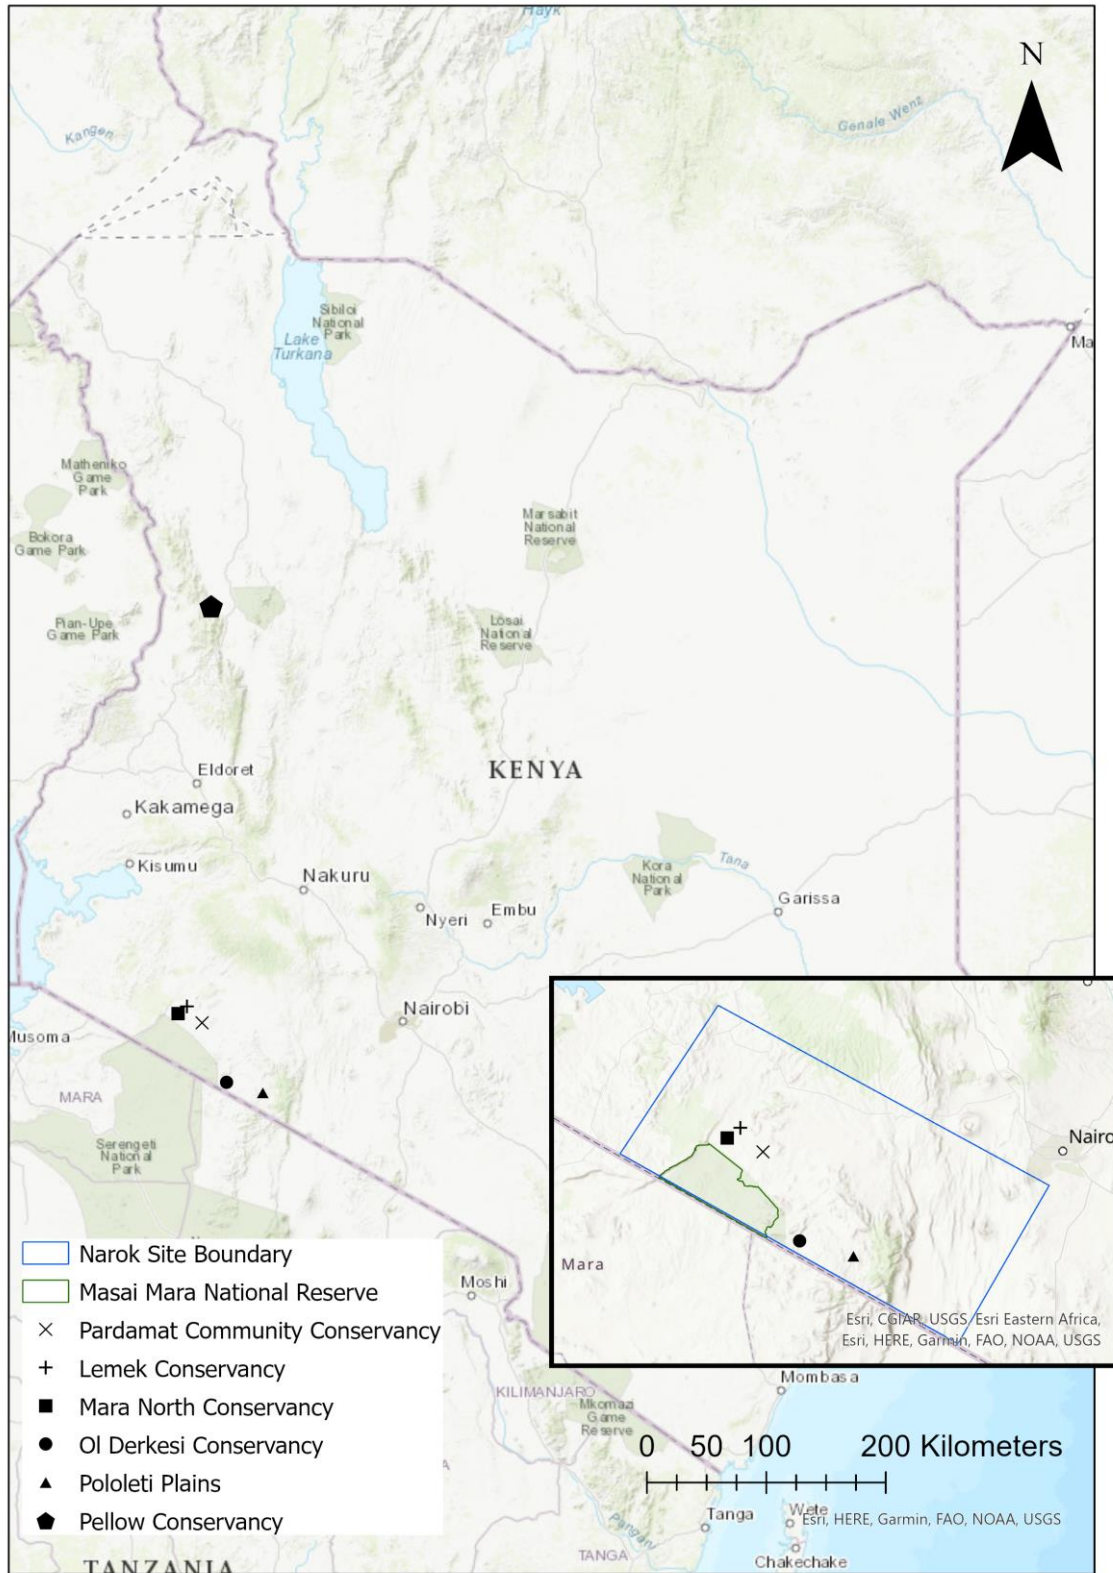 Hayk
N
Kangen
Genale Wenz
Sibiloi
National
Park
Lake
Turkana
Ma
Matheniko
Game
Park
Bokora
Game Park
Marsabit
National
Reserve
Pian-Upe
Game Park
Losai
National
Reserve
Eldoret
KENYA
Kakamega
Kisumu
Nakuru
Kora
National
Park
Tana
Garissa
Nyeri
Embu
Nairobi
Musoma
MARA
Serengeti
National
Park
Nairo
Mara
Esri, CGIAR, USGS, Esri Eastern Africa,
Esri, HERE, Garmin, FAO, NOAA, USGS
Narok Site Boundary
Masai Mara National Reserve
Pardamat Community Conservancy
Lemek Conservancy
Mara North Conservancy
Ol Derkesi Conservancy
Pololeti Plains
Pellow Conservancy
Moshi
KILIMANJARO
Mkomazi
Game
Reserve
Mombasa
0 50 100 200 Kilometers
Pangani
Tanga
Wete
Esri, HERE, Garmin, FAO, NOAA, USGS
TANGA
Chakechake
TANZANIA